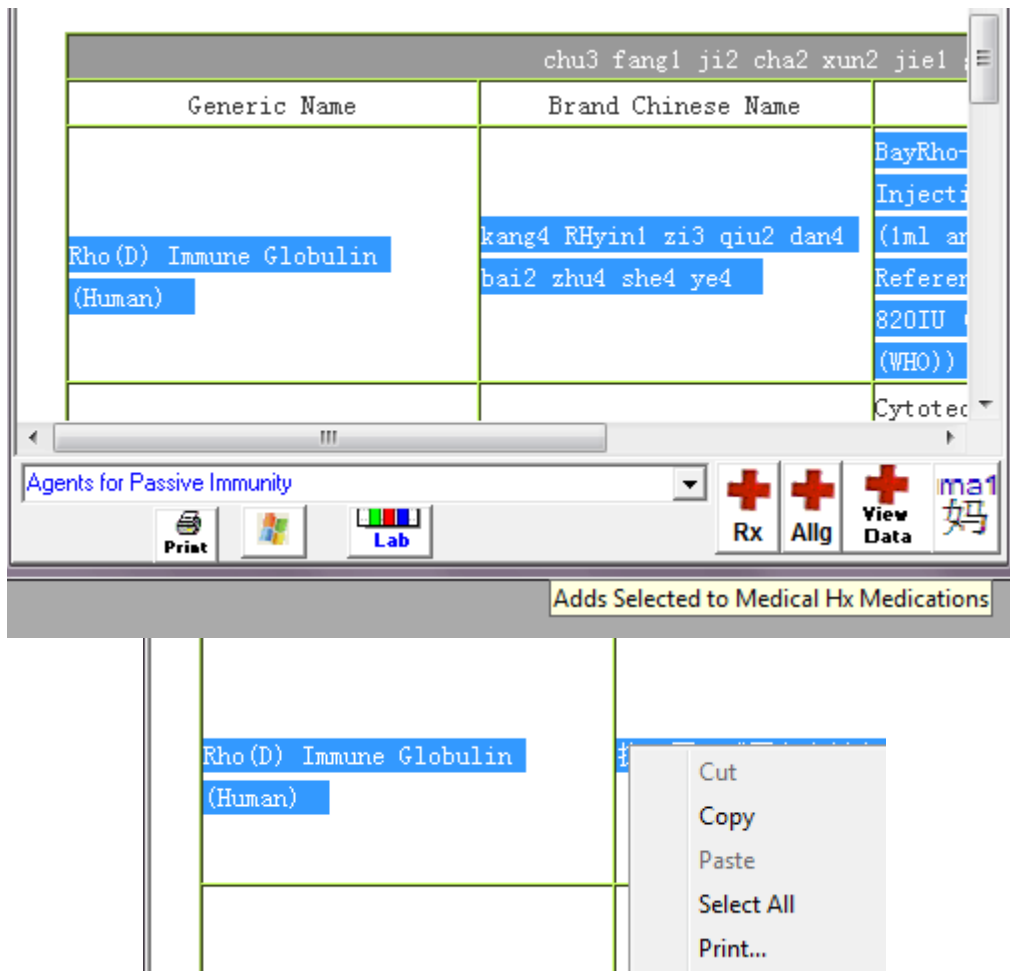 chu3 fang1 ji2 cha2 xun2 jie1
Generic Name
Brand Chinese Name
Rho(D) Immune Globulin
(Human)
kang4 RHyin1 zi3 qiu2 dan4
bai2 zhu4 she4 ye4
BayRho-
Injecti
(1ml an
Referen
820IU
(WHO))
Cytotec
Agents for Passive Immunity
Print
Lab
Rx
Allg
View
Data
ma1
妈
Adds Selected to Medical Hx Medications
Rho(D) Immune Globulin
(Human)
Cut
Copy
Paste
Select All
Print...